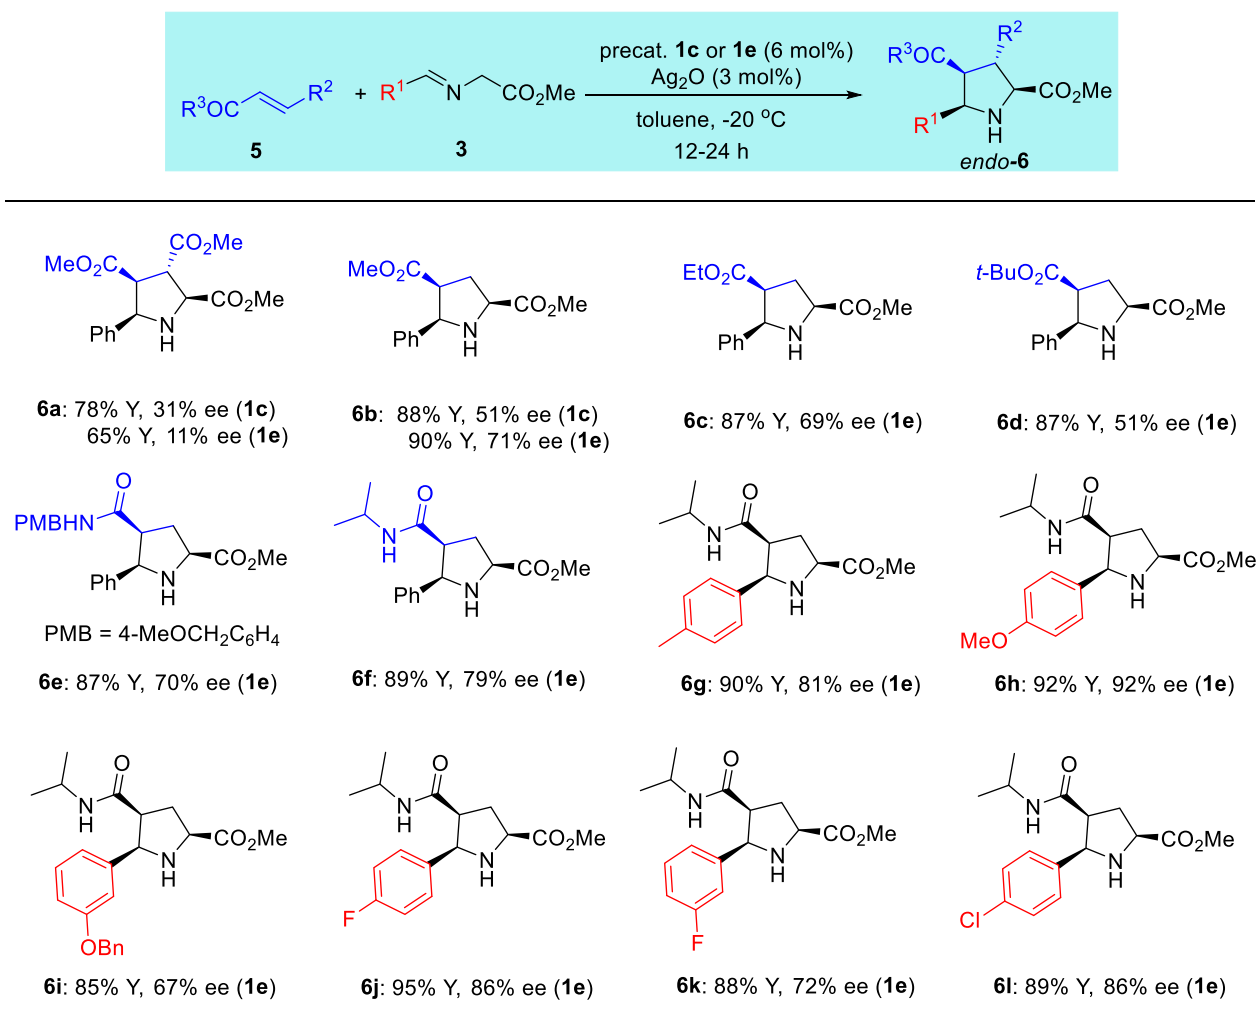 R³OC R² 5
+
R¹ N CO₂Me 3
precat. 1c or 1e (6 mol%)
Ag₂O (3 mol%)
toluene, -20 °C
12-24 h
R³OC R² CO₂Me R¹ N H
endo-6
MeO₂C CO₂Me CO₂Me Ph N H
MeO₂C CO₂Me Ph N H
EtO₂C CO₂Me Ph N H
t-BuO₂C CO₂Me Ph N H
6a: 78% Y, 31% ee (1c)
65% Y, 11% ee (1e)
6b: 88% Y, 51% ee (1c)
90% Y, 71% ee (1e)
6c: 87% Y, 69% ee (1e)
6d: 87% Y, 51% ee (1e)
O PMBHN CO₂Me Ph N H
PMB = 4-MeOCH₂C₆H₄
O N H CO₂Me Ph N H
O N H CO₂Me N H
O N H CO₂Me N H MeO
6e: 87% Y, 70% ee (1e)
6f: 89% Y, 79% ee (1e)
6g: 90% Y, 81% ee (1e)
6h: 92% Y, 92% ee (1e)
O N H CO₂Me N H OBn
O N H CO₂Me N H F
O N H CO₂Me N H F
O N H CO₂Me N H Cl
6i: 85% Y, 67% ee (1e)
6j: 95% Y, 86% ee (1e)
6k: 88% Y, 72% ee (1e)
6l: 89% Y, 86% ee (1e)